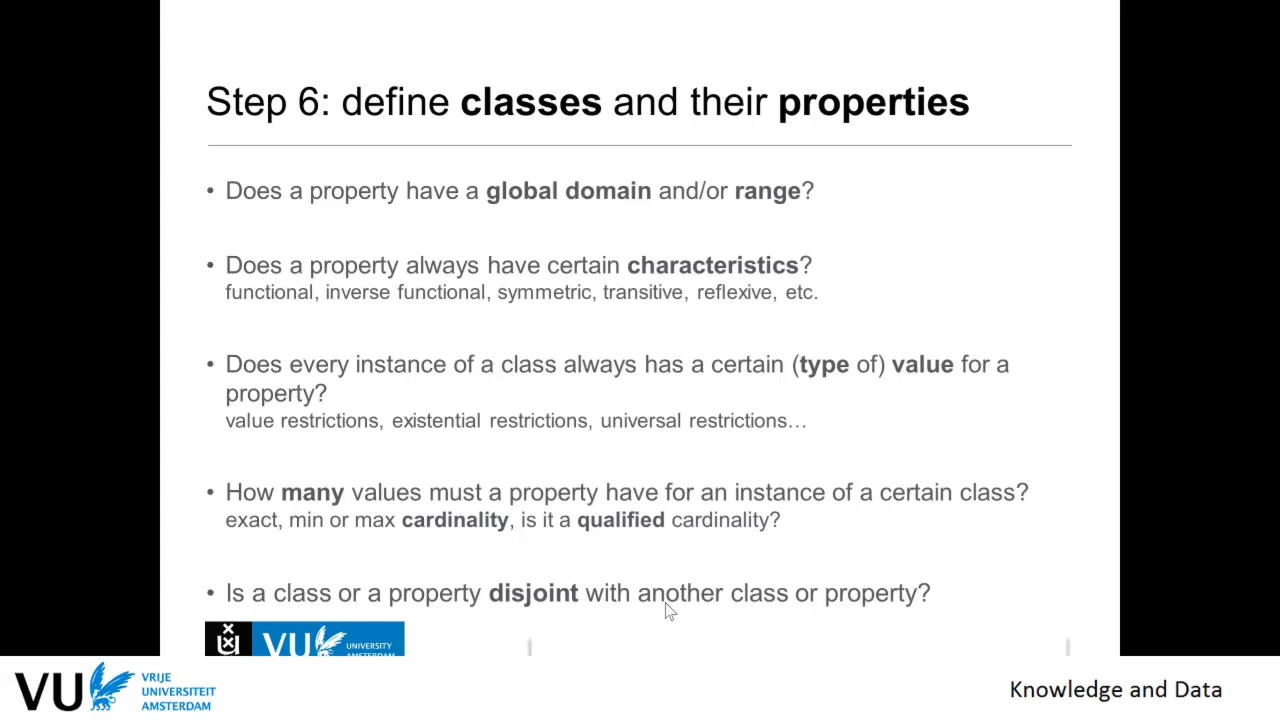 Step 6: define classes and their properties
• Does a property have a global domain and/or range?
• Does a property always have certain characteristics?
functional, inverse functional, symmetric, transitive, reflexive, etc.
• Does every instance of a class always has a certain (type of) value for a
property?
value restrictions, existential restrictions, universal restrictions…
• How many values must a property have for an instance of a certain class?
exact, min or max cardinality, is it a qualified cardinality?
• Is a class or a property disjoint with another class or property?
VU UNIVERSITY
AMSTERDAM
VU VRIJE
UNIVERSITEIT
AMSTERDAM
Knowledge and Data